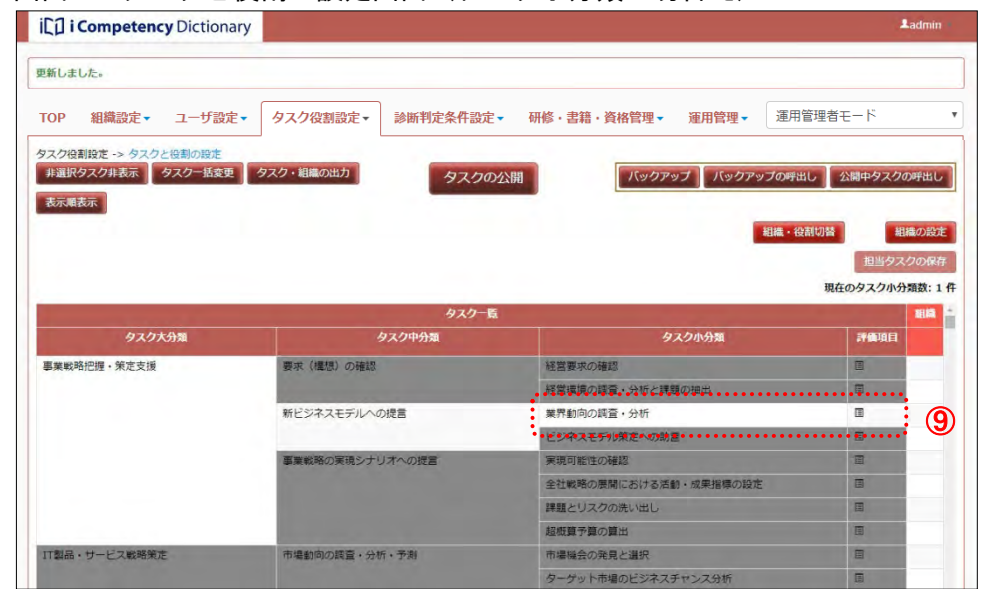 iCD i Competency Dictionary admin
更新しました。
TOP 組織設定 ユーザ設定 タスク役割設定 診断判定条件設定 研修・書籍・資格管理 運用管理 運用管理者モード
タスク役割設定 -> タスクと役割の設定
非選択タスク非表示 タスク一括変更 タスク・組織の出力 タスクの公開 バックアップ バックアップの呼出し 公開中タスクの呼出し
表示順表示
組織・役割切替 組織の設定
担当タスクの保存
現在のタスク小分類数: 1 件
タスク一覧 組織
タスク大分類 タスク中分類 タスク小分類 評価項目
事業戦略把握・策定支援 要求（構想）の確認 経営要求の確認
経営環境の調査・分析と課題の抽出
新ビジネスモデルへの提言 業界動向の調査・分析 ⑨
ビジネスモデル策定への助言
事業戦略の実現シナリオへの提言 実現可能性の確認
全社戦略の展開における活動・成果指標の設定
課題とリスクの洗い出し
超概算予算の算出
IT製品・サービス戦略策定 市場動向の調査・分析・予測 市場機会の発見と選択
ターゲット市場のビジネスチャンス分析